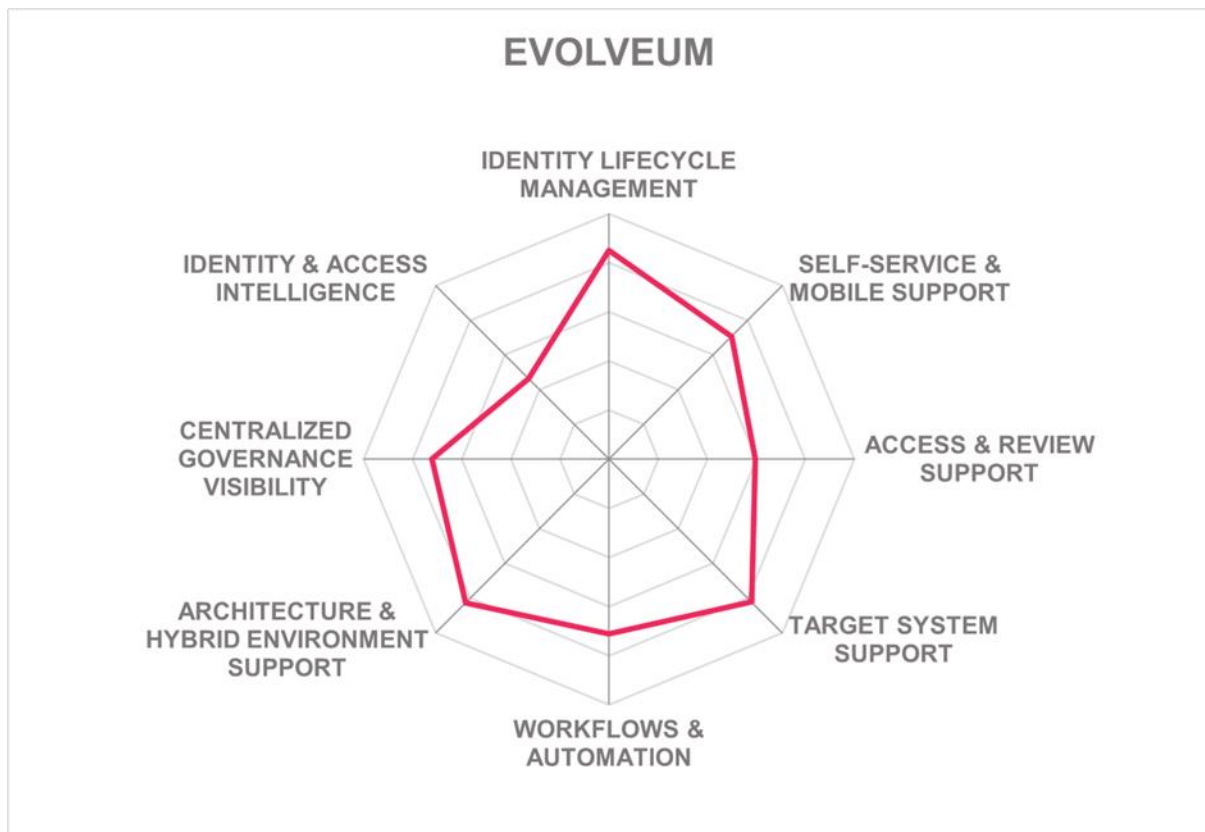 EVOLVEUM
IDENTITY LIFECYCLE
MANAGEMENT
IDENTITY & ACCESS
INTELLIGENCE
SELF-SERVICE &
MOBILE SUPPORT
CENTRALIZED
GOVERNANCE
VISIBILITY
ACCESS & REVIEW
SUPPORT
ARCHITECTURE &
HYBRID ENVIRONMENT
SUPPORT
TARGET SYSTEM
SUPPORT
WORKFLOWS &
AUTOMATION